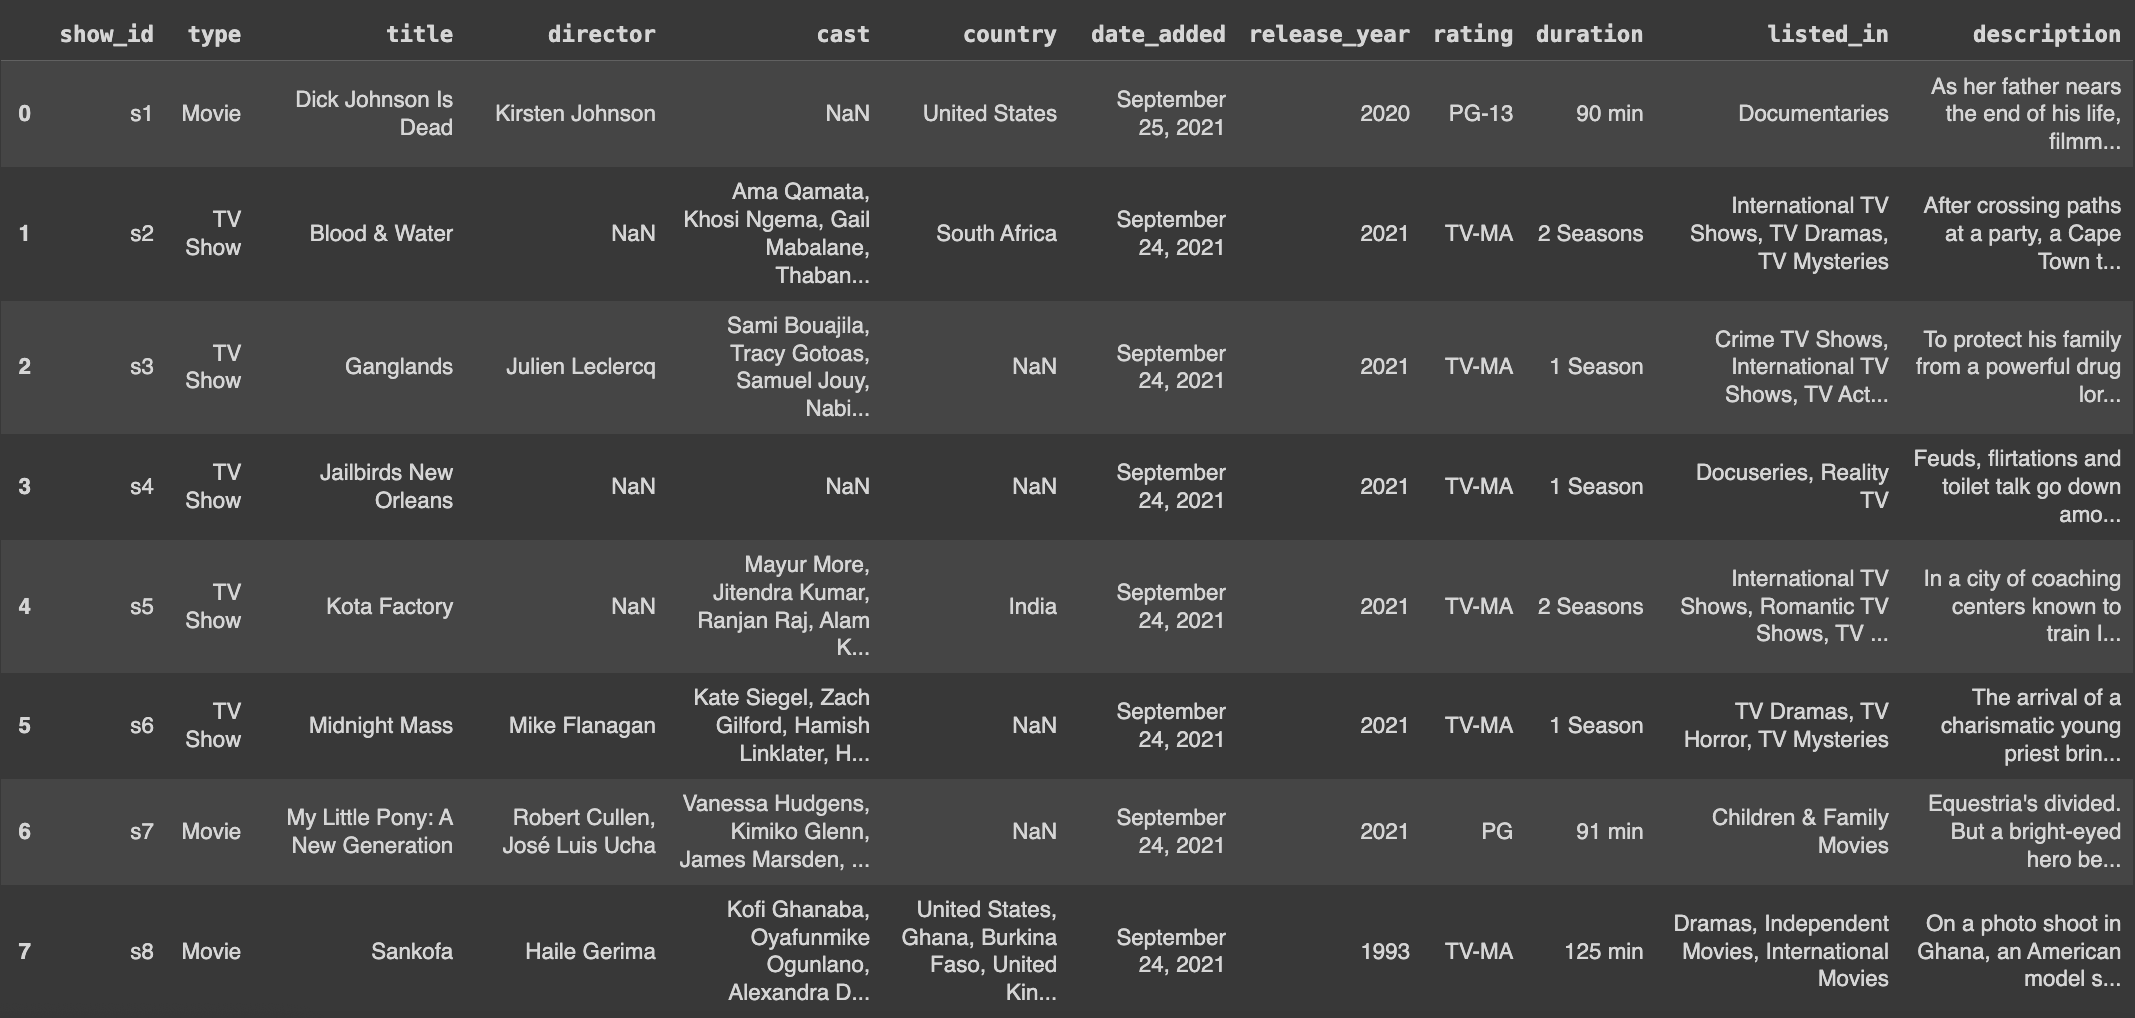 show_id type title director cast country date_added release_year rating duration listed_in description
0 s1 Movie Dick Johnson Is Dead Kirsten Johnson NaN United States September 25, 2021 2020 PG-13 90 min Documentaries As her father nears the end of his life, filmm...
1 s2 TV Show Blood & Water NaN Ama Qamata, Khosi Ngema, Gail Mabalane, Thaban... South Africa September 24, 2021 2021 TV-MA 2 Seasons International TV Shows, TV Dramas, TV Mysteries After crossing paths at a party, a Cape Town t...
2 s3 TV Show Ganglands Julien Leclercq Sami Bouajila, Tracy Gotoas, Samuel Jouy, Nabi... NaN September 24, 2021 2021 TV-MA 1 Season Crime TV Shows, International TV Shows, TV Act... To protect his family from a powerful drug lor...
3 s4 TV Show Jailbirds New Orleans NaN NaN NaN September 24, 2021 2021 TV-MA 1 Season Docuseries, Reality TV Feuds, flirtations and toilet talk go down amo...
4 s5 TV Show Kota Factory NaN Mayur More, Jitendra Kumar, Ranjan Raj, Alam K... India September 24, 2021 2021 TV-MA 2 Seasons International TV Shows, Romantic TV Shows, TV ... In a city of coaching centers known to train I...
5 s6 TV Show Midnight Mass Mike Flanagan Kate Siegel, Zach Gilford, Hamish Linklater, H... NaN September 24, 2021 2021 TV-MA 1 Season TV Dramas, TV Horror, TV Mysteries The arrival of a charismatic young priest brin...
6 s7 Movie My Little Pony: A New Generation Robert Cullen, José Luis Ucha Vanessa Hudgens, Kimiko Glenn, James Marsden, ... NaN September 24, 2021 2021 PG 91 min Children & Family Movies Equestria's divided. But a bright-eyed hero be...
7 s8 Movie Sankofa Haile Gerima Kofi Ghanaba, Oyafunmike Ogunlano, Alexandra D... United States, Ghana, Burkina Faso, United Kin... September 24, 2021 1993 TV-MA 125 min Dramas, Independent Movies, International Movies On a photo shoot in Ghana, an American model s...